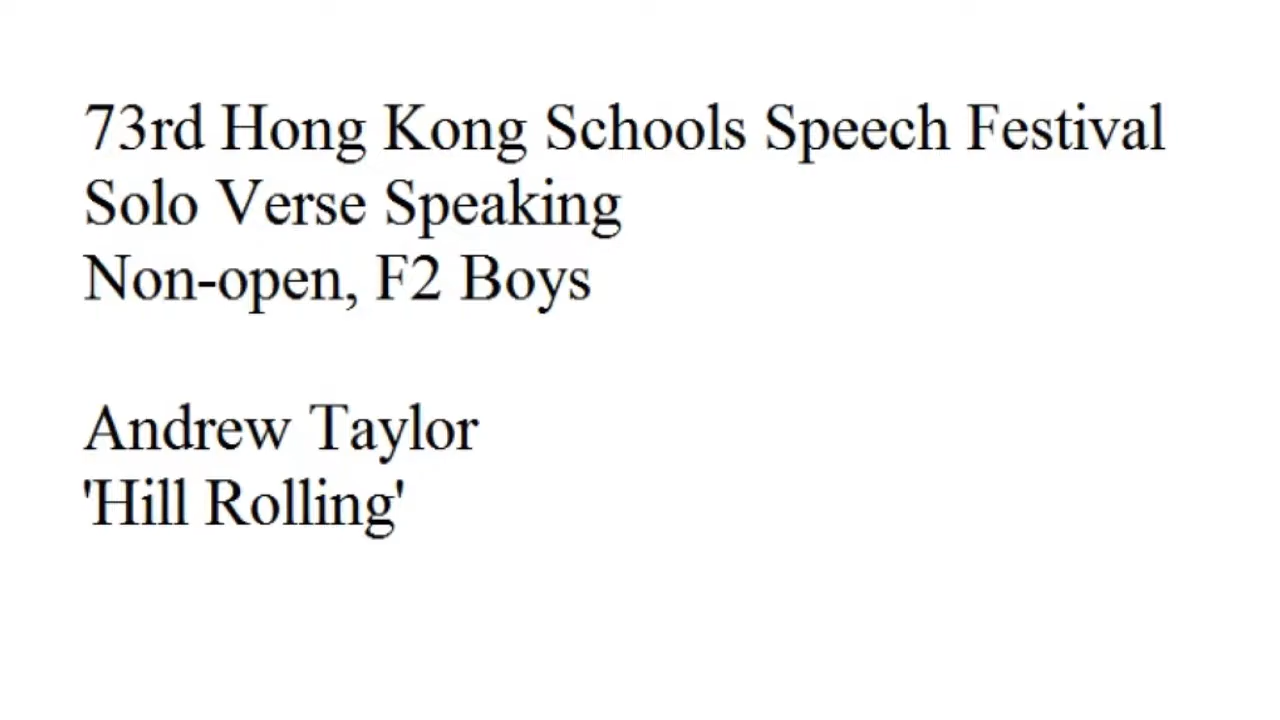 73rd Hong Kong Schools Speech Festival
Solo Verse Speaking
Non-open, F2 Boys
Andrew Taylor
'Hill Rolling'